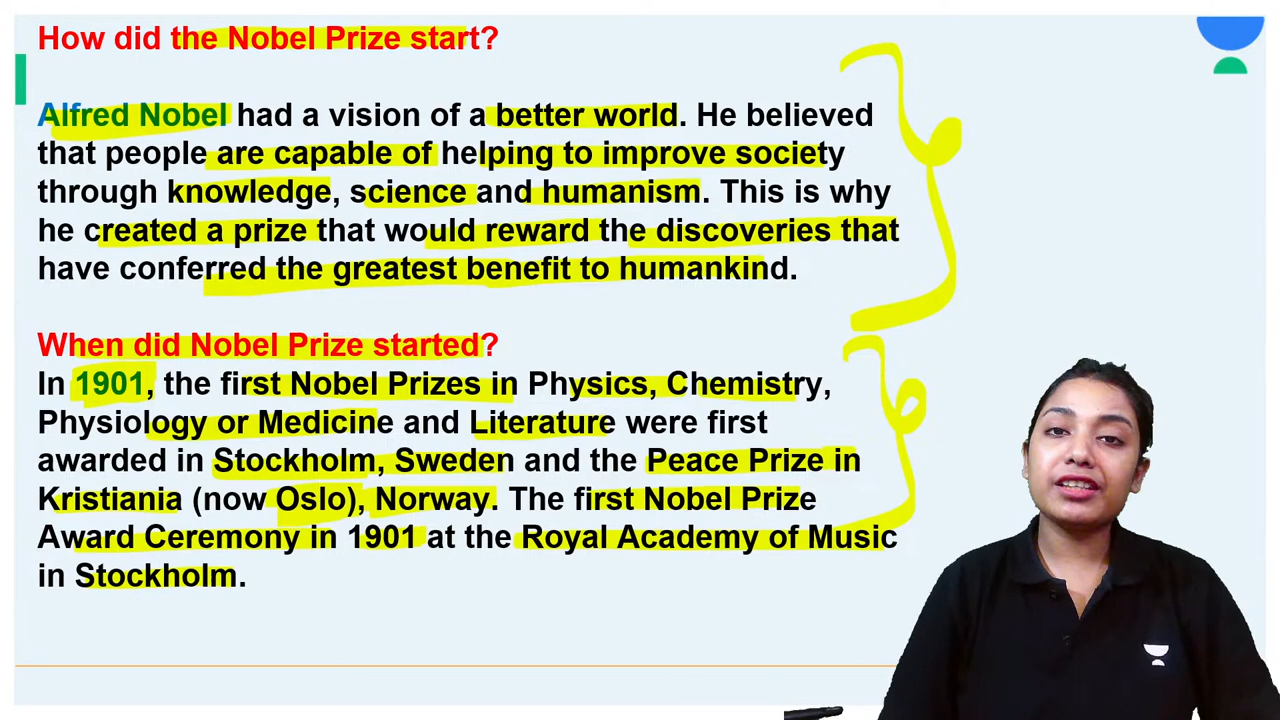 How did the Nobel Prize start?
Alfred Nobel had a vision of a better world. He believed
that people are capable of helping to improve society
through knowledge, science and humanism. This is why
he created a prize that would reward the discoveries that
have conferred the greatest benefit to humankind.
When did Nobel Prize started?
In 1901, the first Nobel Prizes in Physics, Chemistry,
Physiology or Medicine and Literature were first
awarded in Stockholm, Sweden and the Peace Prize in
Kristiania (now Oslo), Norway. The first Nobel Prize
Award Ceremony in 1901 at the Royal Academy of Music
in Stockholm.